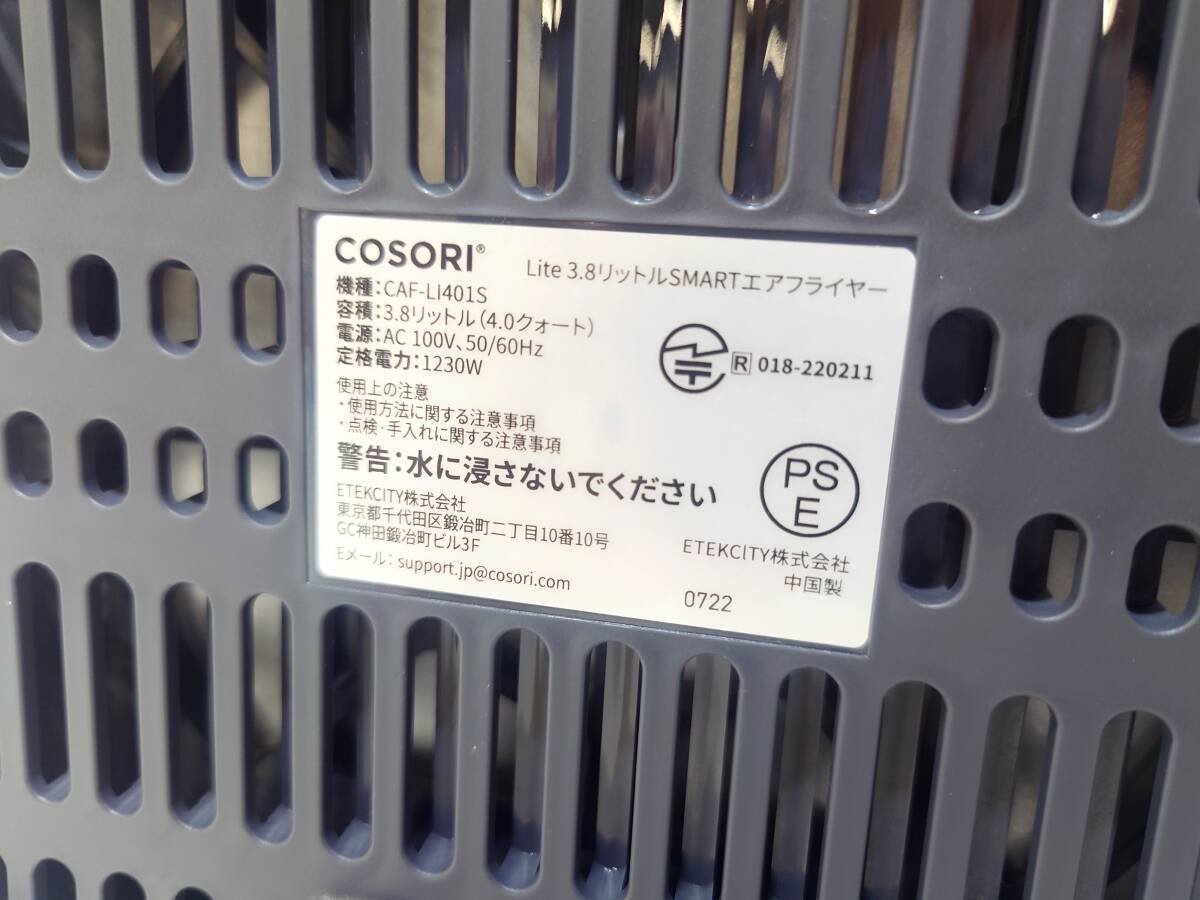 COSORI®
Lite 3.8リットルSMARTエアフライヤー
機種：CAF-LI401S
容積：3.8リットル（4.0クォート）
電源：AC 100V、50/60Hz
定格電力：1230W
R 018-220211
使用上の注意
・使用方法に関する注意事項
・点検・手入れに関する注意事項
警告：水に浸さないでください
PS
E
ETEKCITY株式会社
東京都千代田区鍛冶町二丁目10番10号
GC神田鍛冶町ビル3F
Eメール： support.jp@cosori.com
ETEKCITY株式会社
中国製
0722